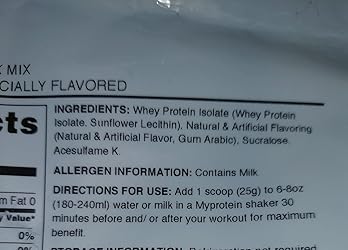 MIX
CIALLY FLAVORED
INGREDIENTS: Whey Protein Isolate (Whey Protein
Isolate, Sunflower Lecithin), Natural & Artificial Flavoring
(Natural & Artificial Flavor, Gum Arabic), Sucralose,
Acesulfame K.
ALLERGEN INFORMATION: Contains Milk
DIRECTIONS FOR USE: Add 1 scoop (25g) to 6-8oz
(180-240ml) water or milk in a Myprotein shaker 30
minutes before and/ or after your workout for maximum
benefit.
cts
m Fat 0
y Value*
0%
0%